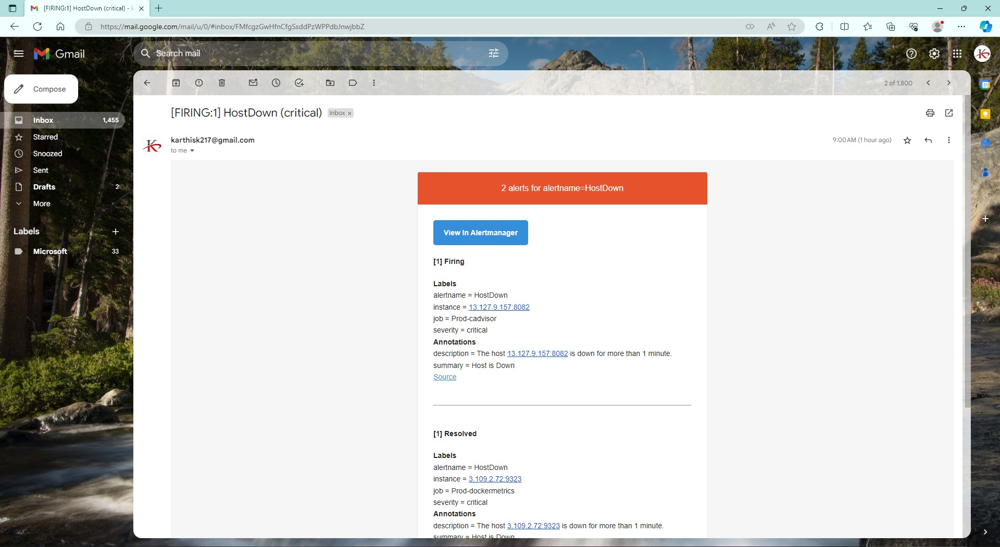 [FIRING:1] HostDown (critical) - k
https://mail.google.com/mail/u/0/#inbox/FMfcgzGwHfnCfgSsddPzWPPdbJnwjbbZ
Gmail
Search mail
Compose
2 of 1,800
Inbox 1,455
Starred
Snoozed
Sent
Drafts 2
More
Labels
Microsoft 33
[FIRING:1] HostDown (critical) Inbox x
karthisk217@gmail.com
9:00 AM (1 hour ago)
to me
2 alerts for alertname=HostDown
View In Alertmanager
[1] Firing
Labels
alertname = HostDown
instance = 13.127.9.157:8082
job = Prod-cadvisor
severity = critical
Annotations
description = The host 13.127.9.157:8082 is down for more than 1 minute.
summary = Host is Down
Source
[1] Resolved
Labels
alertname = HostDown
instance = 3.109.2.72:9323
job = Prod-dockermetrics
severity = critical
Annotations
description = The host 3.109.2.72:9323 is down for more than 1 minute.
summary = Host is Down
31